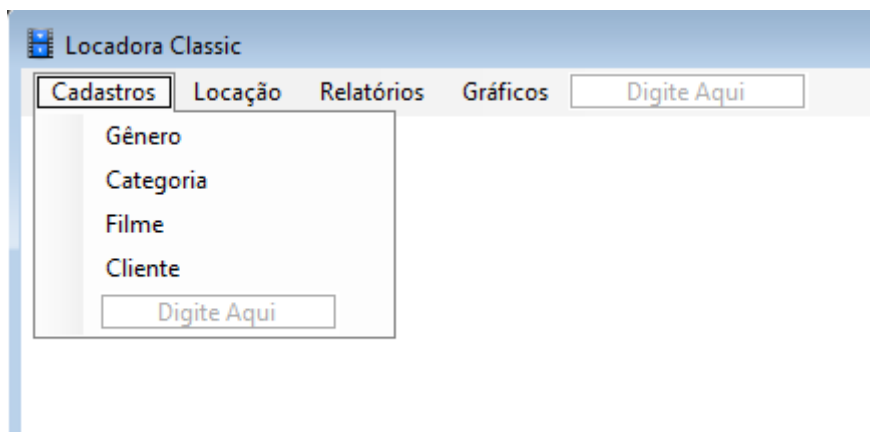 Locadora Classic
Cadastros Locação Relatórios Gráficos Digite Aqui
Gênero
Categoria
Filme
Cliente
Digite Aqui